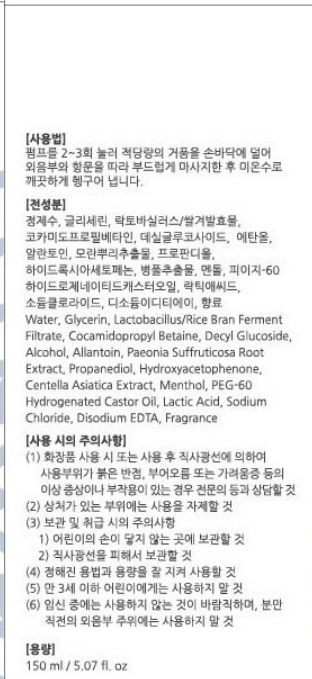 [사용법]
펌프를 2~3회 눌러 적당량의 거품을 손바닥에 덜어
외음부와 항문을 따라 부드럽게 마사지한 후 미온수로
깨끗하게 헹구어 냅니다.
[전성분]
정제수, 글리세린, 락토바실러스/쌀겨발효물,
코카미도프로필베타인, 데실글루코사이드, 에탄올,
알란토인, 모란뿌리추출물, 프로판디올,
하이드록시아세토페논, 병풀추출물, 멘톨, 피이지-60
하이드로제네이티드캐스터오일, 락틱애씨드,
소듐클로라이드, 디소듐이디티에이, 향료
Water, Glycerin, Lactobacillus/Rice Bran Ferment
Filtrate, Cocamidopropyl Betaine, Decyl Glucoside,
Alcohol, Allantoin, Paeonia Suffruticosa Root
Extract, Propanediol, Hydroxyacetophenone,
Centella Asiatica Extract, Menthol, PEG-60
Hydrogenated Castor Oil, Lactic Acid, Sodium
Chloride, Disodium EDTA, Fragrance
[사용 시의 주의사항]
(1) 화장품 사용 시 또는 사용 후 직사광선에 의하여
사용부위가 붉은 반점, 부어오름 또는 가려움증 등의
이상 증상이나 부작용이 있는 경우 전문의 등과 상담할 것
(2) 상처가 있는 부위에는 사용을 자제할 것
(3) 보관 및 취급 시의 주의사항
1) 어린이의 손이 닿지 않는 곳에 보관할 것
2) 직사광선을 피해서 보관할 것
(4) 정해진 용법과 용량을 잘 지켜 사용할 것
(5) 만 3세 이하 어린이에게는 사용하지 말 것
(6) 임신 중에는 사용하지 않는 것이 바람직하며, 분만
직전의 외음부 주위에는 사용하지 말 것
[용량]
150 ml / 5.07 fl. oz